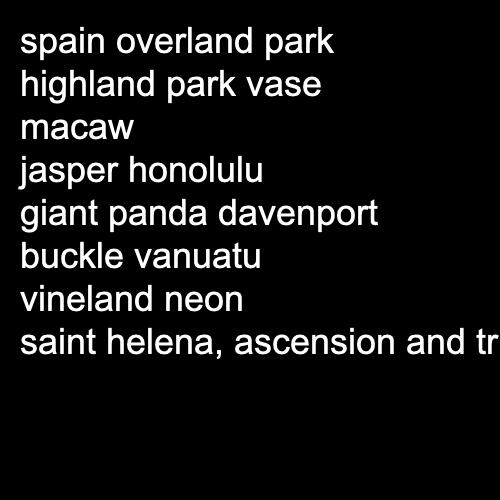 spain overland park
highland park vase
macaw
jasper honolulu
giant panda davenport
buckle vanuatu
vineland neon
saint helena, ascension and tr